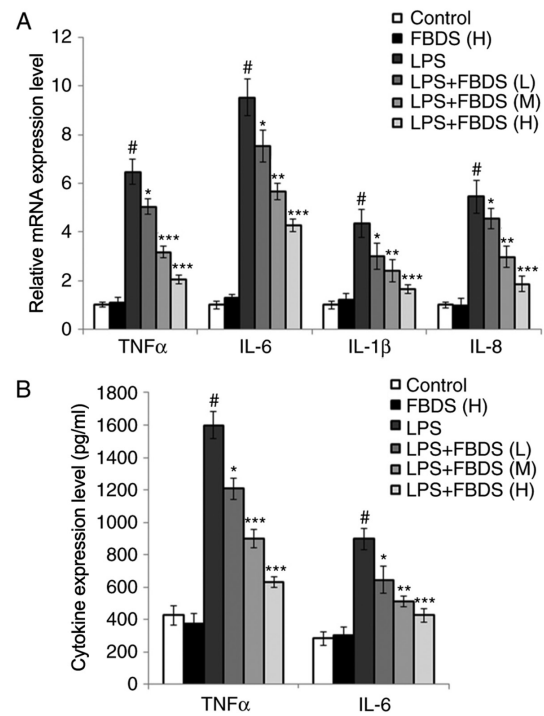 A
Relative mRNA expression level
12
10
8
6
4
2
0
Control
FBDS (H)
LPS
LPS+FBDS (L)
LPS+FBDS (M)
LPS+FBDS (H)
#
*
***
***
#
*
**
***
#
*
**
***
#
*
**
***
TNFα
IL-6
IL-1β
IL-8
B
Cytokine expression level (pg/ml)
1800
1600
1400
1200
1000
800
600
400
200
0
Control
FBDS (H)
LPS
LPS+FBDS (L)
LPS+FBDS (M)
LPS+FBDS (H)
#
*
***
***
#
*
**
***
TNFα
IL-6